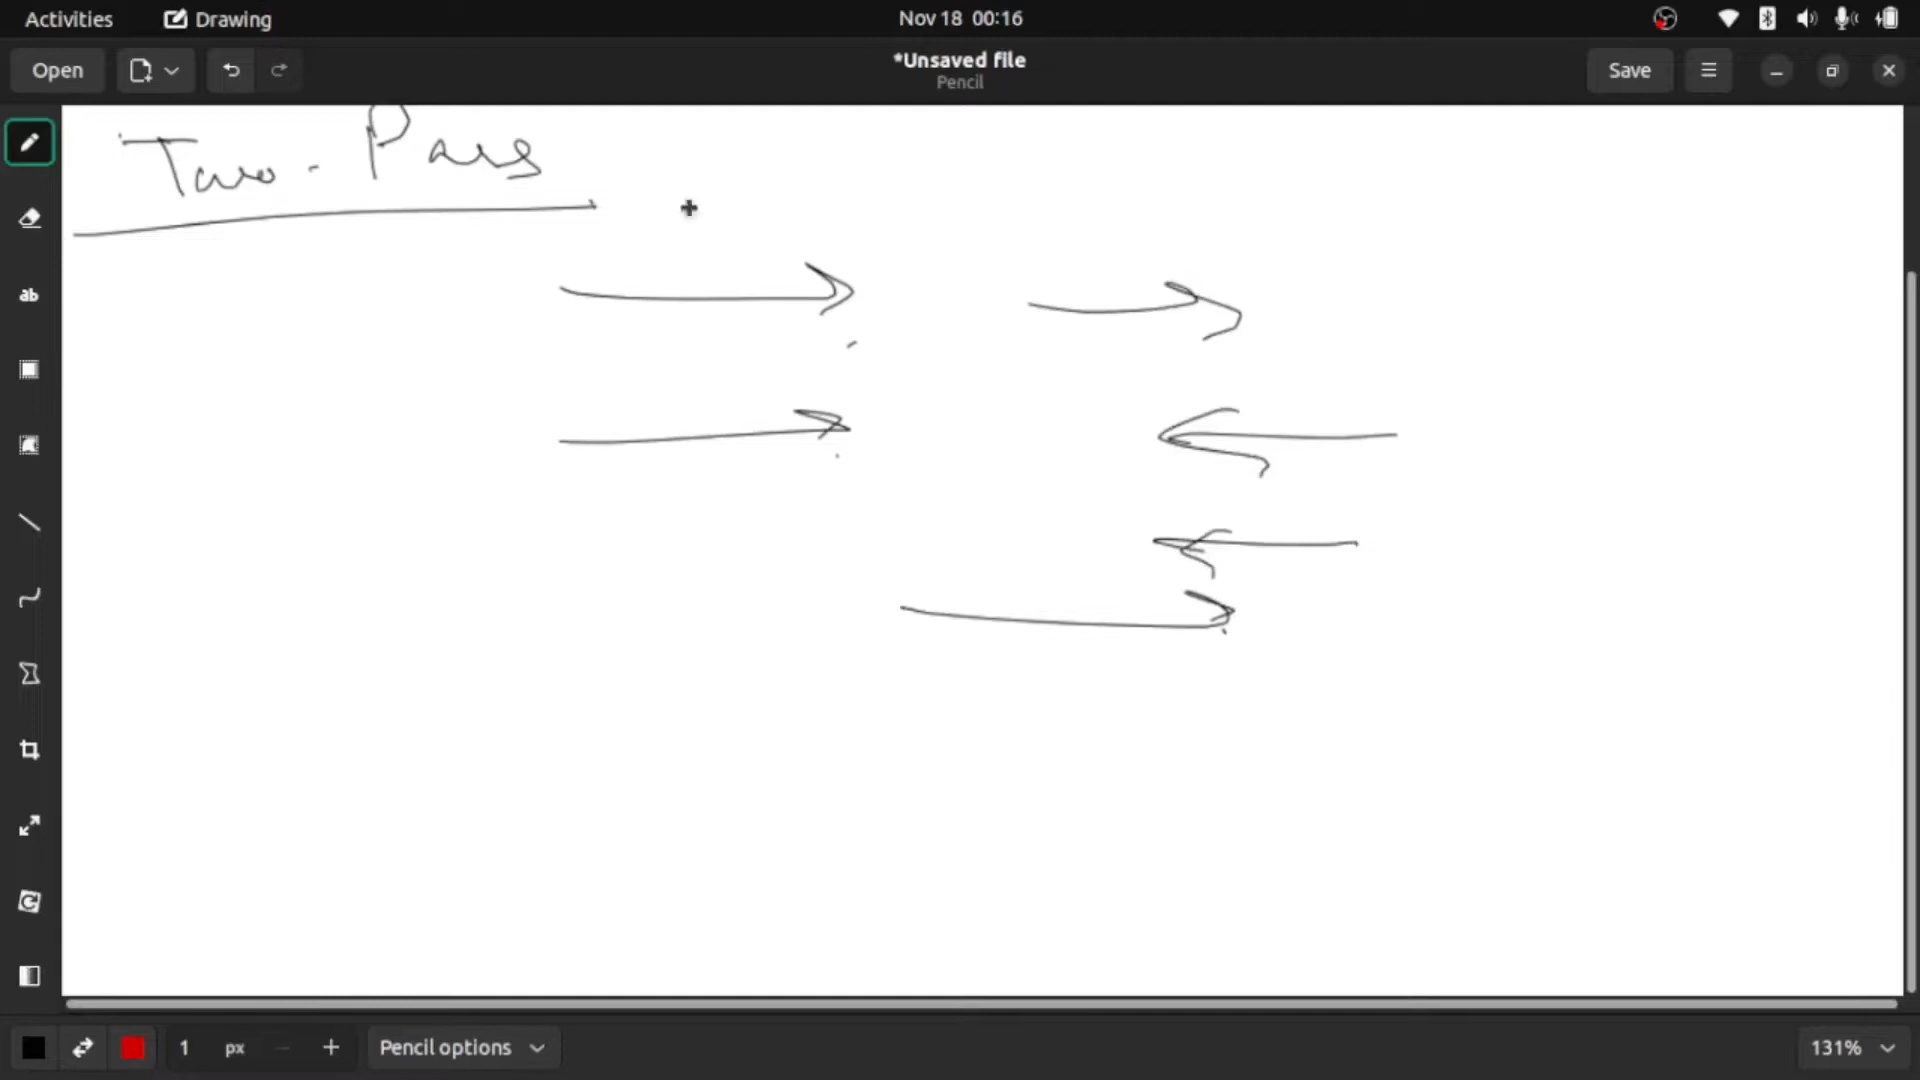 Activities Drawing Nov 18 00:16
Open *Unsaved file Save
Pencil
Two-Pass
ab
1 px Pencil options 131%